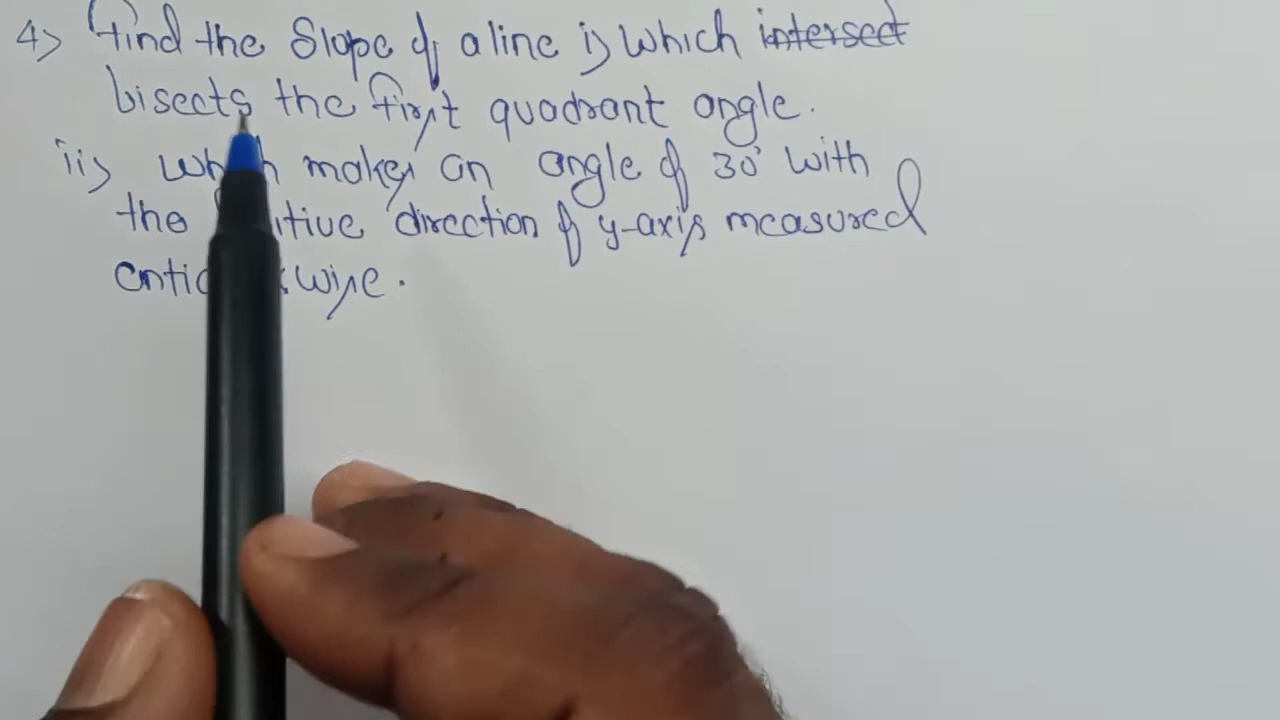 4) Find the Slope of a line i) which intersect
bisects the first quadrant angle.
ii) makes an angle of 30° with
the direction of y-axis measured
wise.